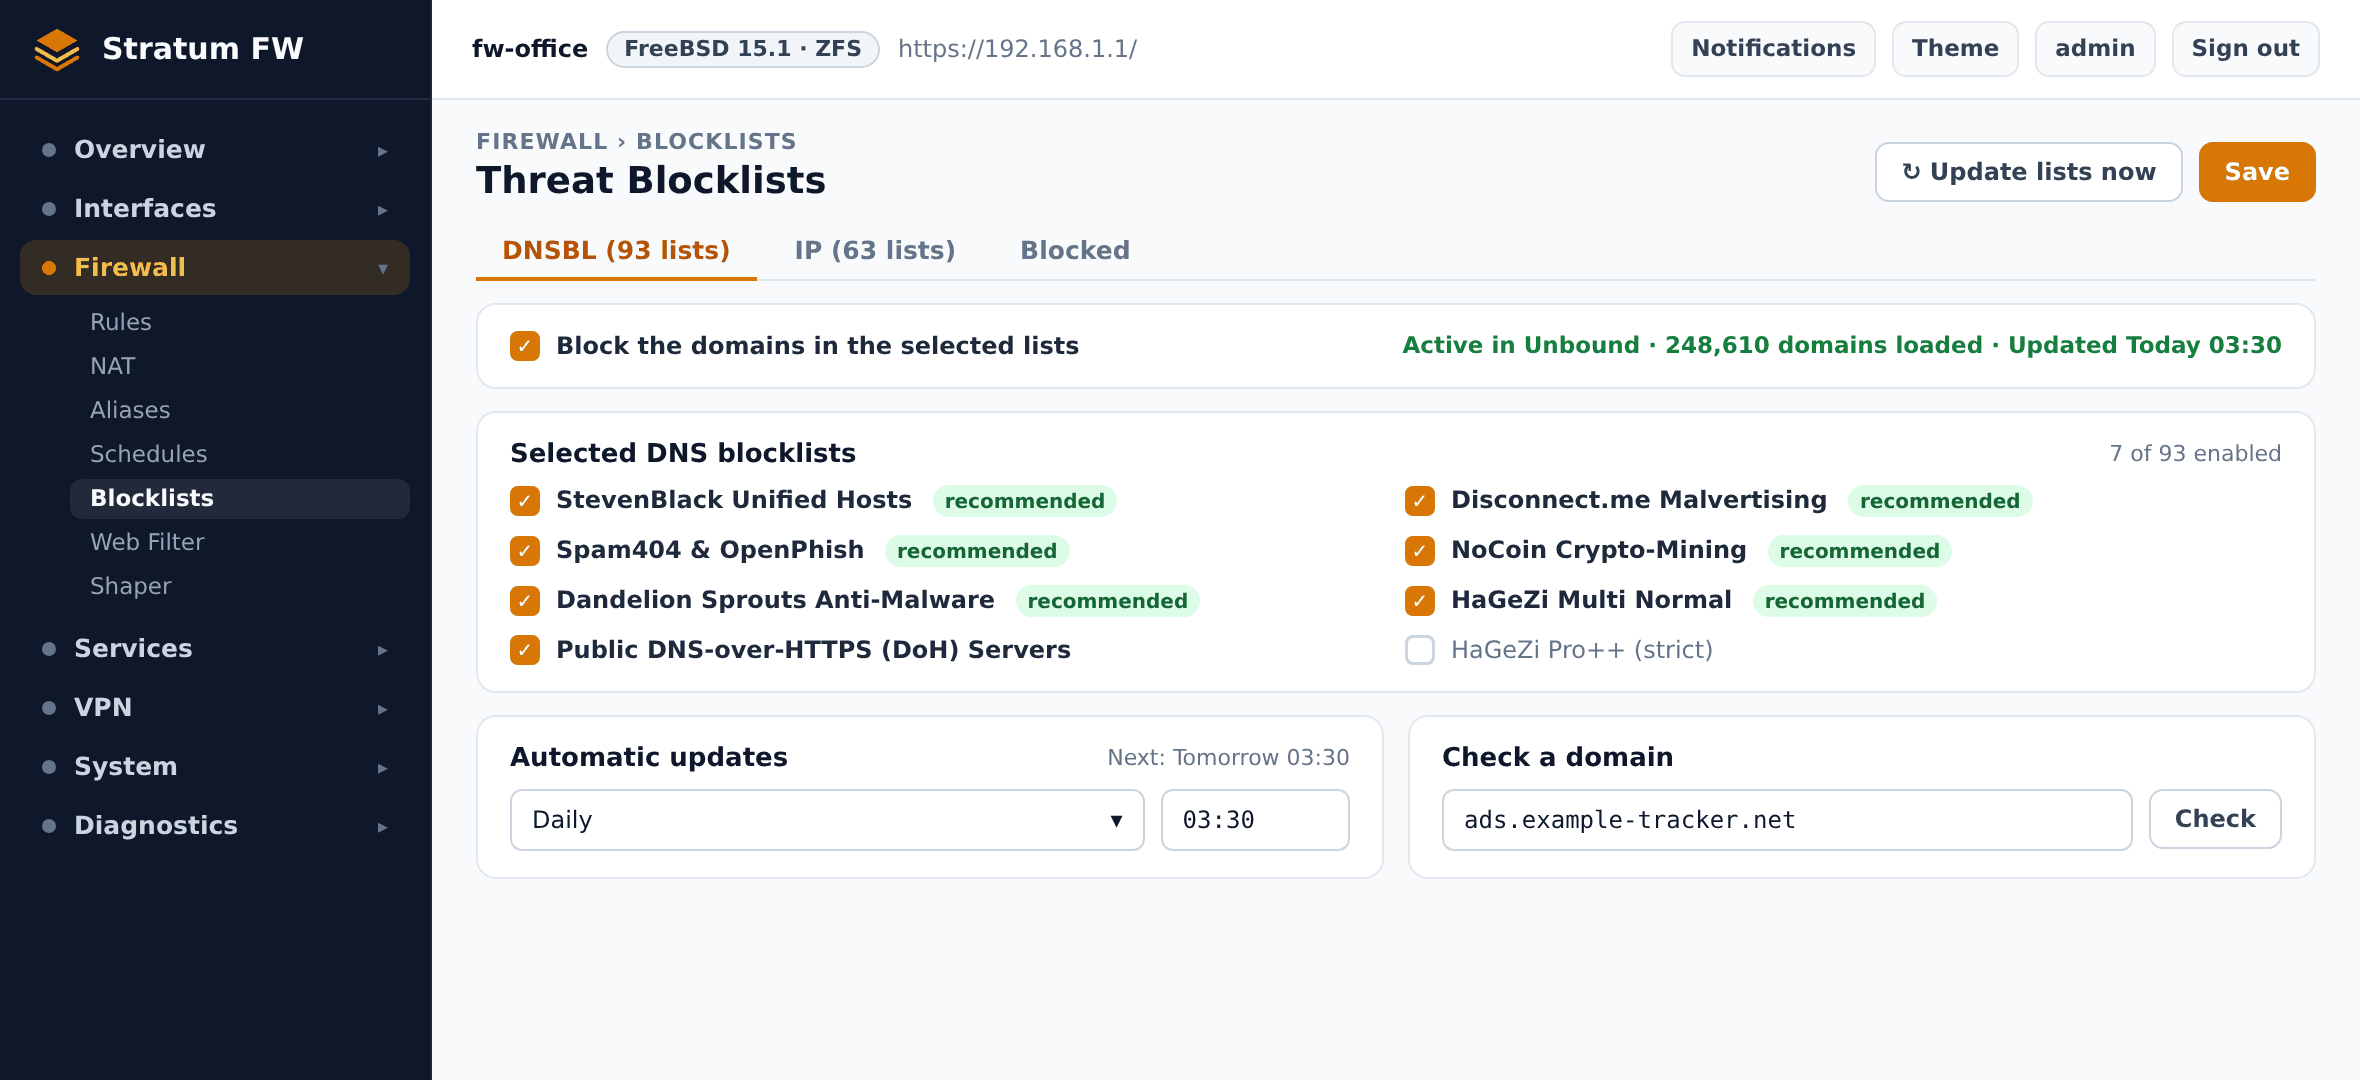 Stratum FW
fw-office FreeBSD 15.1 · ZFS https://192.168.1.1/ Notifications Theme admin Sign out
Overview ▸
Interfaces ▸
Firewall ▾
Rules
NAT
Aliases
Schedules
Blocklists
Web Filter
Shaper
Services ▸
VPN ▸
System ▸
Diagnostics ▸
FIREWALL › BLOCKLISTS
Threat Blocklists
↻ Update lists now Save
DNSBL (93 lists) IP (63 lists) Blocked
✓ Block the domains in the selected lists Active in Unbound · 248,610 domains loaded · Updated Today 03:30
Selected DNS blocklists 7 of 93 enabled
✓ StevenBlack Unified Hosts recommended ✓ Disconnect.me Malvertising recommended
✓ Spam404 & OpenPhish recommended ✓ NoCoin Crypto-Mining recommended
✓ Dandelion Sprouts Anti-Malware recommended ✓ HaGeZi Multi Normal recommended
✓ Public DNS-over-HTTPS (DoH) Servers HaGeZi Pro++ (strict)
Automatic updates Next: Tomorrow 03:30
Daily ▾ 03:30
Check a domain
ads.example-tracker.net Check